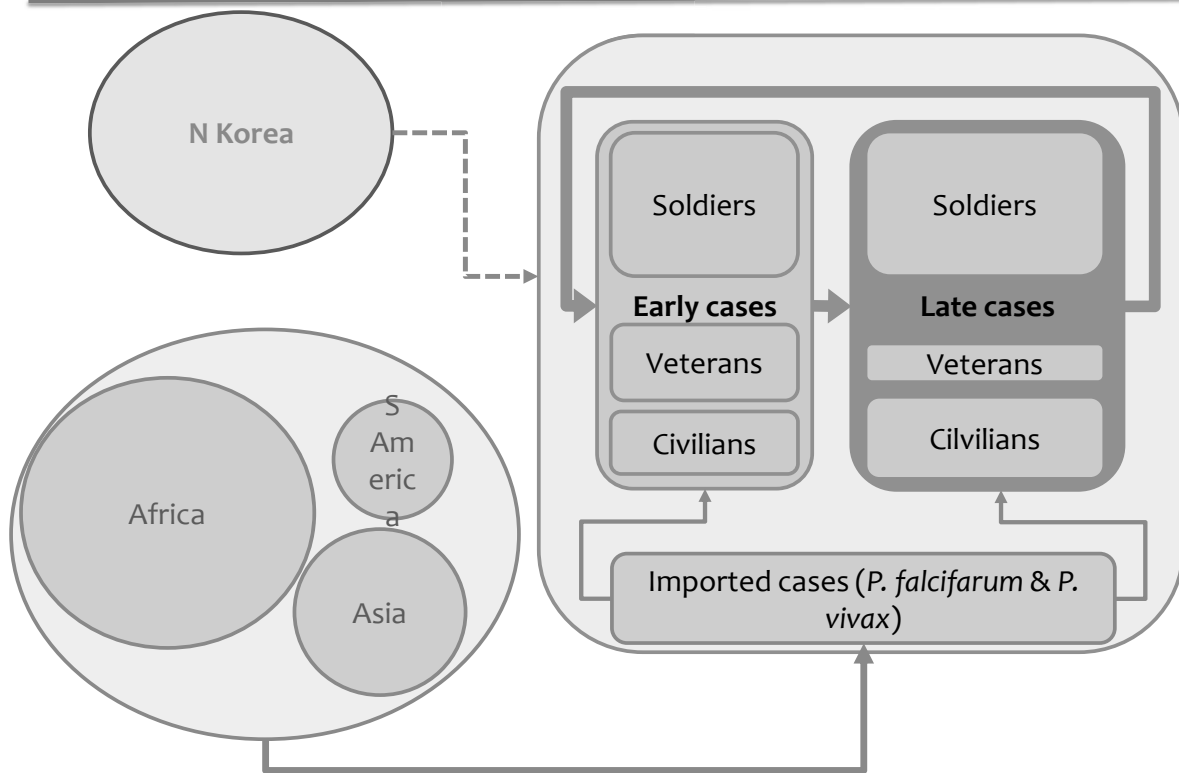 N Korea
Soldiers
Soldiers
Early cases
Late cases
Veterans
Veterans
Civilians
Cilvilians
S
Am
eric
a
Africa
Asia
Imported cases (P. falcifarum & P.
vivax)